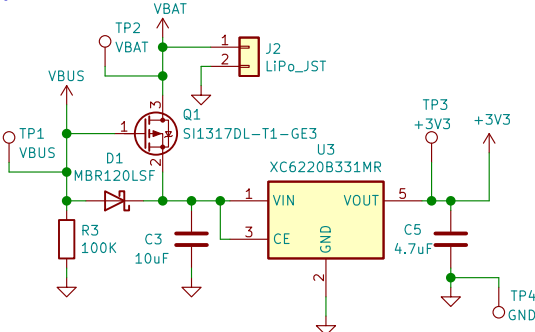 TP2
VBAT
VBAT
1
2
J2
LiPo_JST
VBUS
3
Q1
SI1317DL-T1-GE3
1
2
TP1
VBUS
D1
MBR120LSF
TP3
+3V3
+3V3
U3
XC6220B331MR
1
VIN
VOUT
5
3
CE
GND
2
R3
100K
C3
10uF
C5
4.7uF
TP4
GND